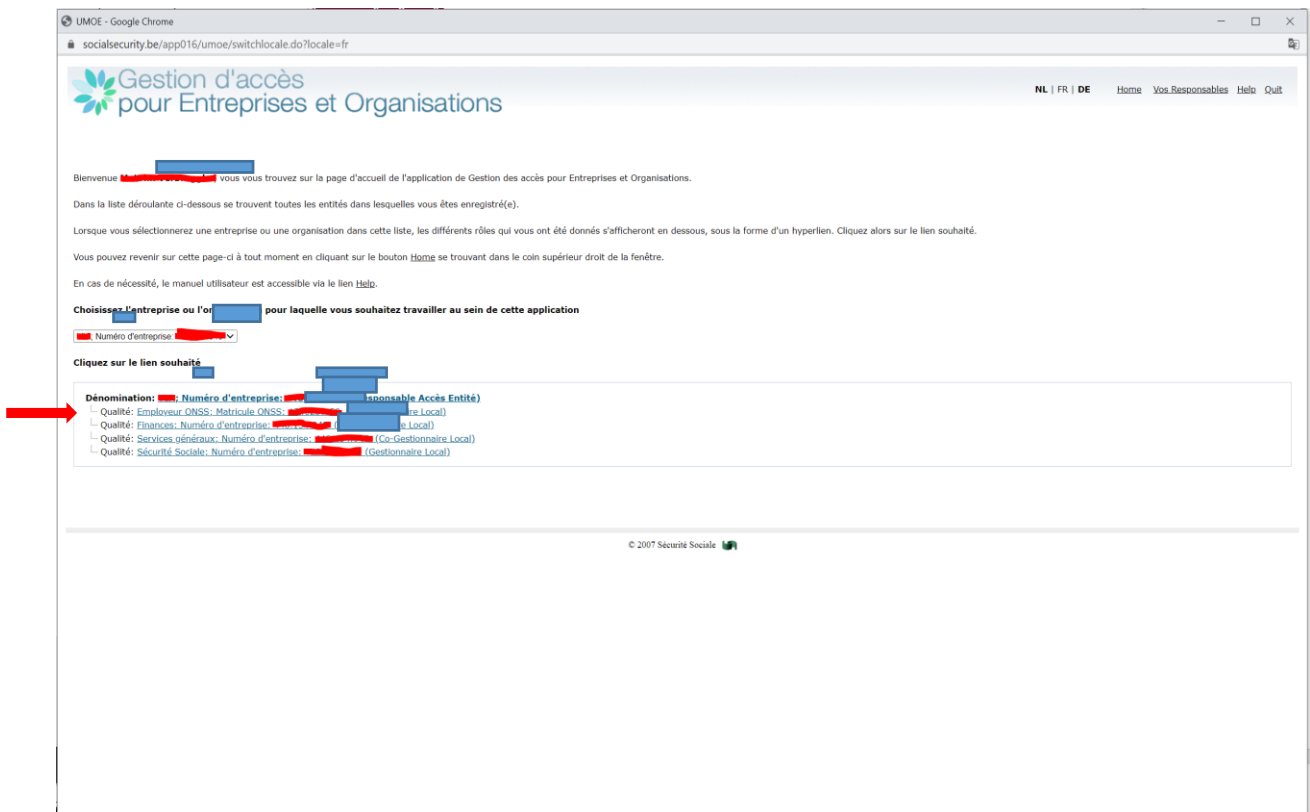 UMOE - Google Chrome
socialsecurity.be/app016/umoe/switchlocale.do?locale=fr
Gestion d'accès
pour Entreprises et Organisations
NL | FR | DE Home Vos Responsables Help Quit
Bienvenue vous vous trouvez sur la page d'accueil de l'application de Gestion des accès pour Entreprises et Organisations.
Dans la liste déroulante ci-dessous se trouvent toutes les entités dans lesquelles vous êtes enregistré(e).
Lorsque vous sélectionnerez une entreprise ou une organisation dans cette liste, les différents rôles qui vous ont été donnés s'afficheront en dessous, sous la forme d'un hyperlien. Cliquez alors sur le lien souhaité.
Vous pouvez revenir sur cette page-ci à tout moment en cliquant sur le bouton Home se trouvant dans le coin supérieur droit de la fenêtre.
En cas de nécessité, le manuel utilisateur est accessible via le lien Help.
Choisissez l'entreprise ou pour laquelle vous souhaitez travailler au sein de cette application
Numéro d'entreprise:
Cliquez sur le lien souhaité
Dénomination: ; Numéro d'entreprise: Accès Entité)
Qualité: Employeur ONSS; Matricule ONSS: Local)
Qualité: Finances; Numéro d'entreprise: Local)
Qualité: Services généraux; Numéro d'entreprise: (Co-Gestionnaire Local)
Qualité: Sécurité Sociale; Numéro d'entreprise: (Gestionnaire Local)
© 2007 Sécurité Sociale